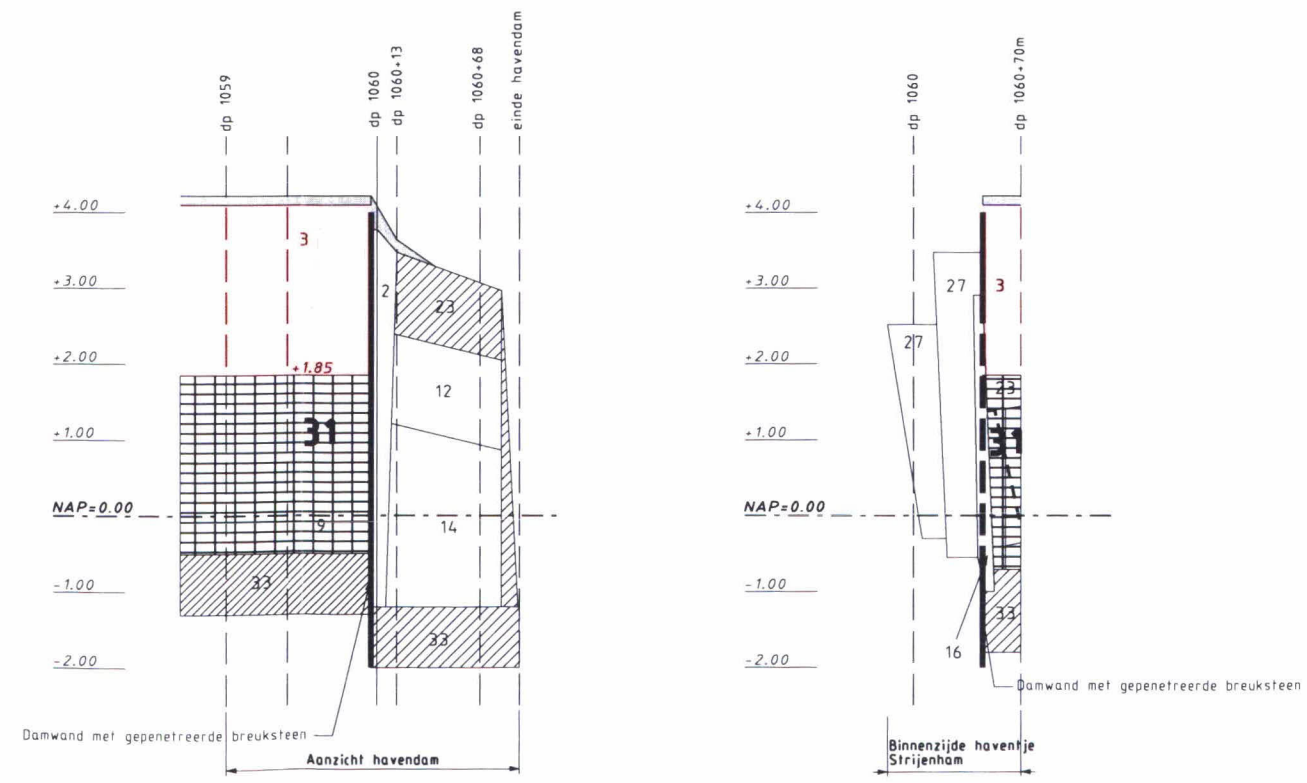 dp 1059
dp 1060
dp 1060+13
dp 1060+68
einde havendam
+4.00
+3.00
+2.00
+1.00
NAP=0.00
-1.00
-2.00
3
2
23
+1.85
12
31
9
14
33
33
Damwand met gepenetreerde breuksteen
Aanzicht havendam
dp 1060
dp 1060+70m
+4.00
+3.00
+2.00
+1.00
NAP=0.00
-1.00
-2.00
27
3
27
23
31
33
16
Damwand met gepenetreerde breuksteen
Binnenzijde haventje
Strijenham